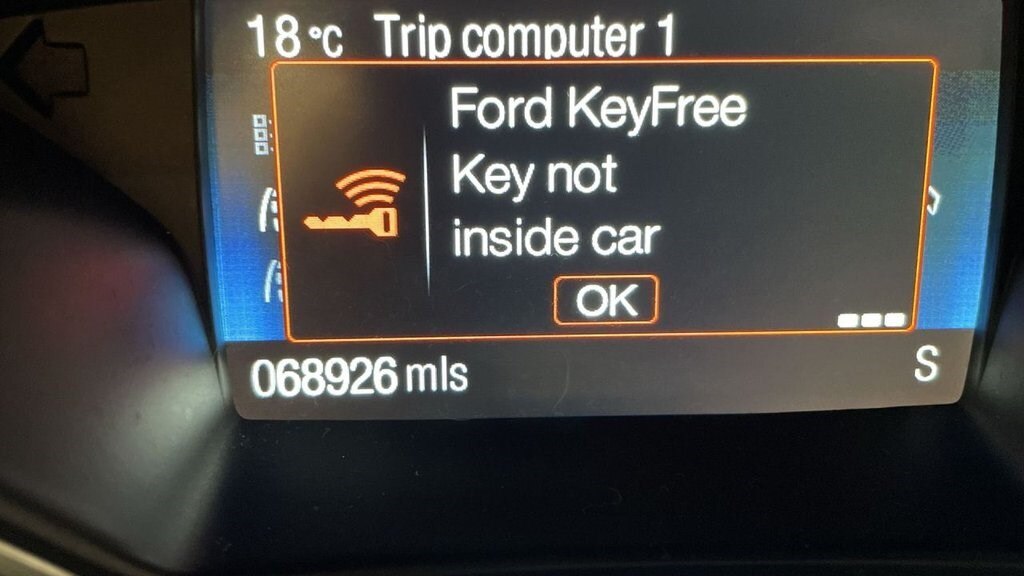 18 °C Trip computer 1
Ford KeyFree
Key not
inside car
OK
068926 mls S